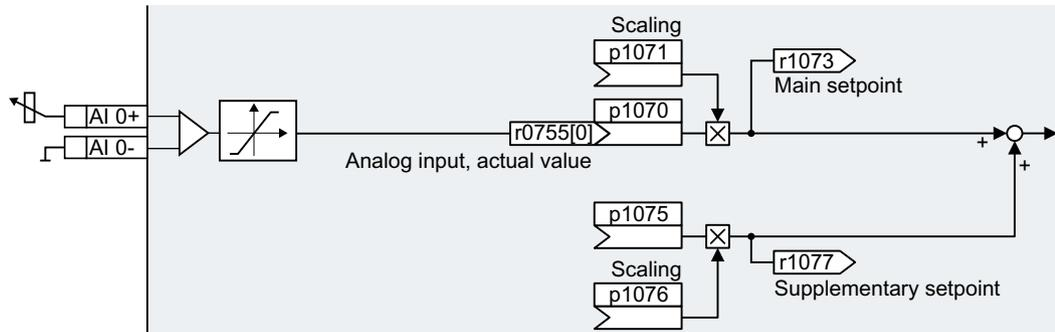 Scaling
p1071
r1073
Main setpoint
AI 0+
p1070
r0755[0]
AI 0-
Analog input, actual value
+
+
p1075
r1077
Scaling
Supplementary setpoint
p1076